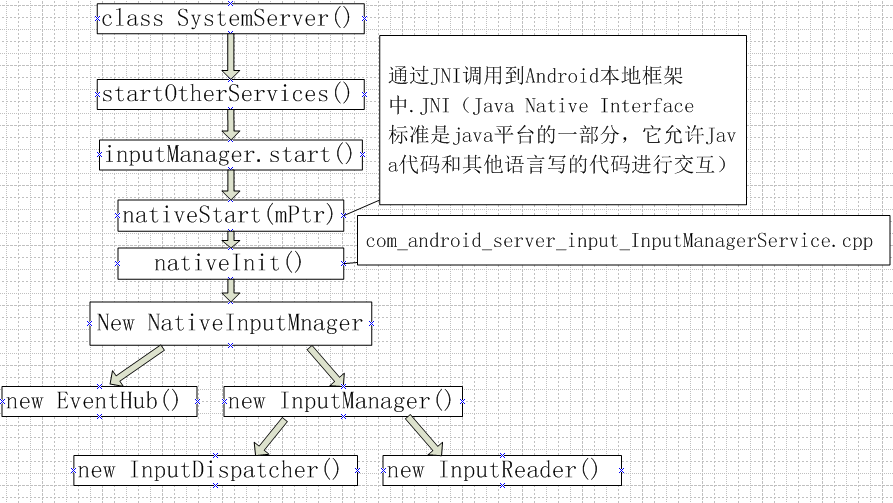 class SystemServer()
startOtherServices()
通过JNI调用到Android本地框架
中.JNI（Java Native Interface
标准是java平台的一部分，它允许Jav
a代码和其他语言写的代码进行交互）
inputManager.start()
nativeStart(mPtr)
com_android_server_input_InputManagerService.cpp
nativeInit()
New NativeInputMnager
new EventHub()
new InputManager()
new InputDispatcher()
new InputReader()